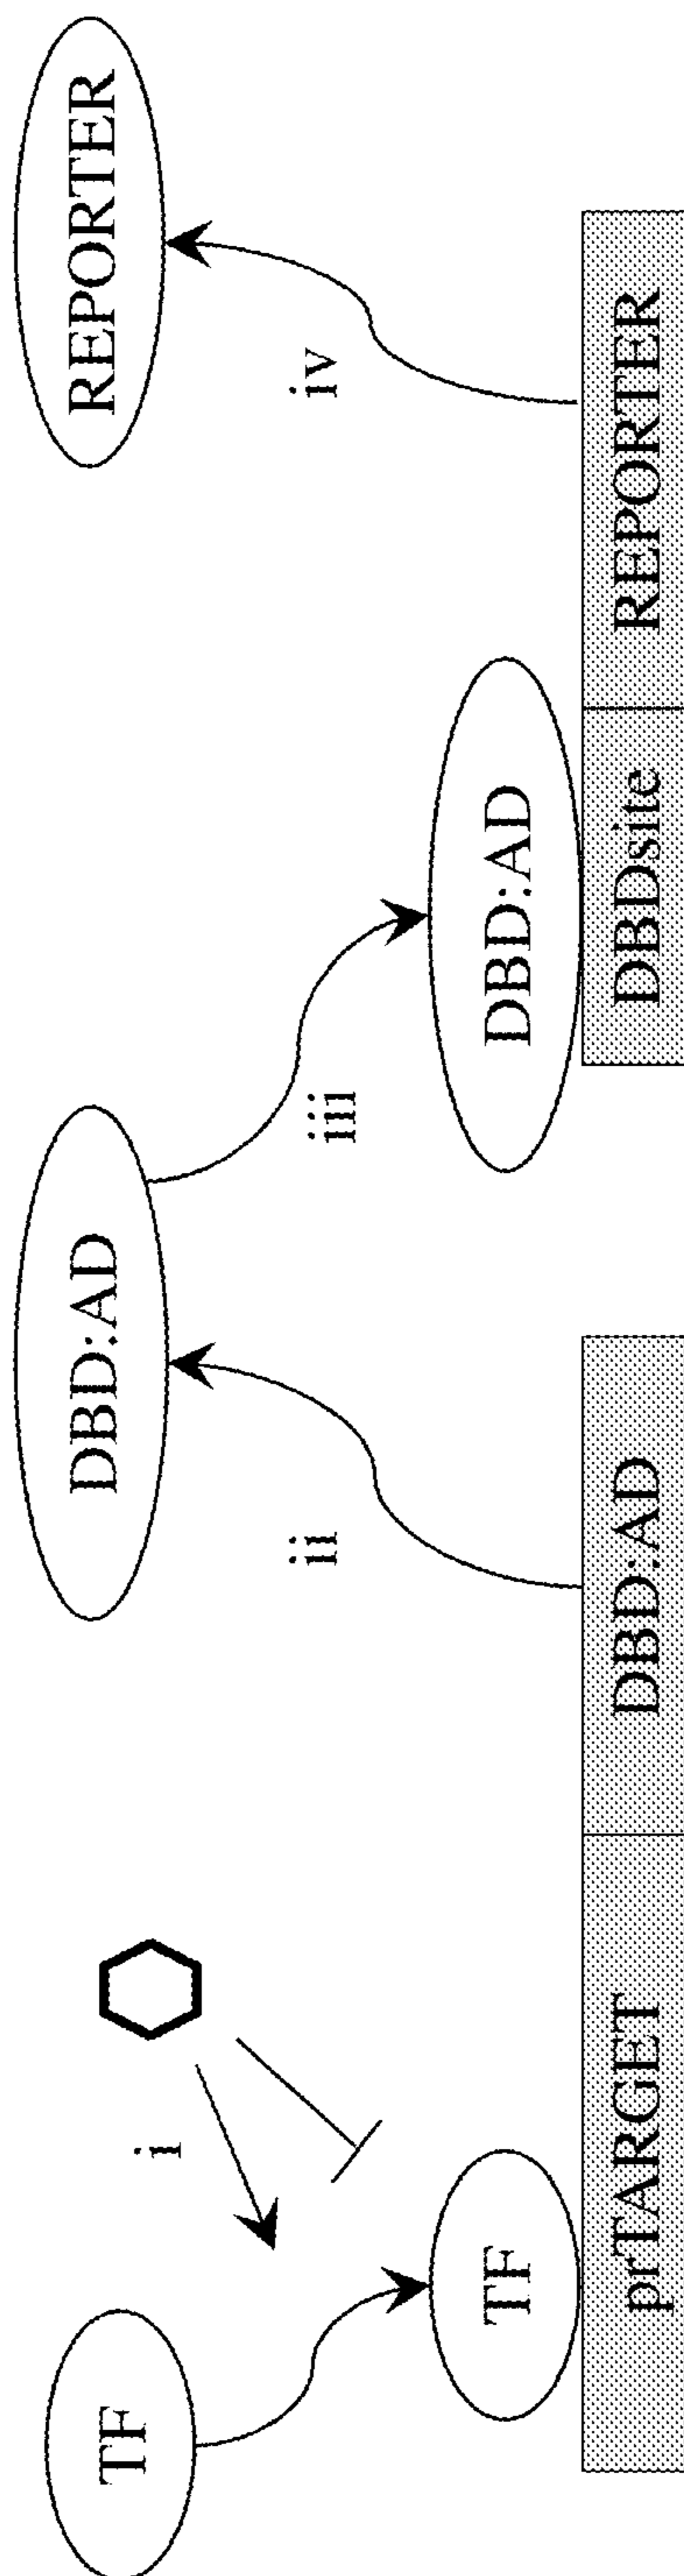 TF
i
TF
prTARGET
DBD:AD
ii
DBD:AD
iii
DBD:AD
DBDsite
REPORTER
iv
REPORTER